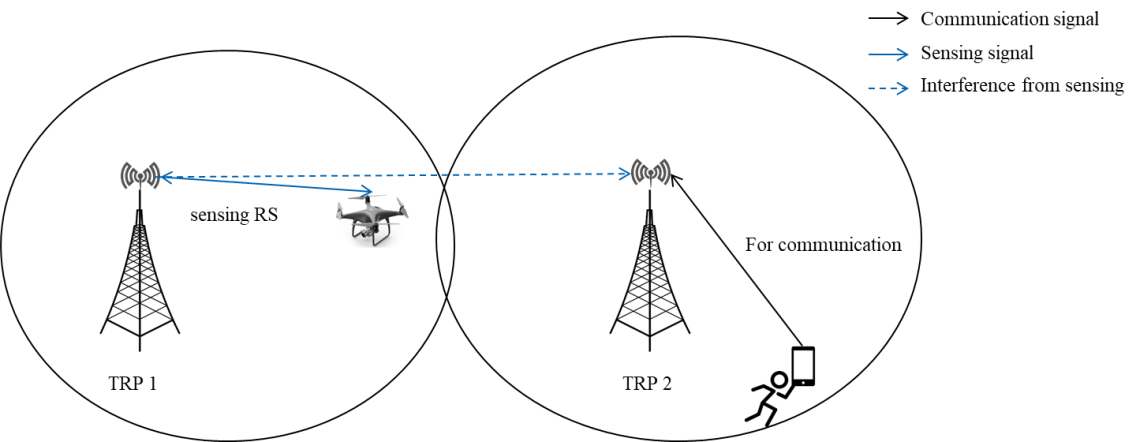 Communication signal
Sensing signal
Interference from sensing
sensing RS
For communication
TRP 1
TRP 2